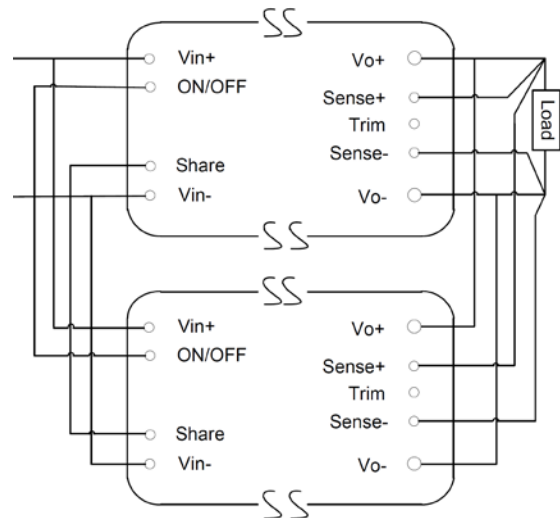 Vin+
ON/OFF
Share
Vin-
Vo+
Sense+
Trim
Sense-
Vo-
Load
Vin+
ON/OFF
Share
Vin-
Vo+
Sense+
Trim
Sense-
Vo-